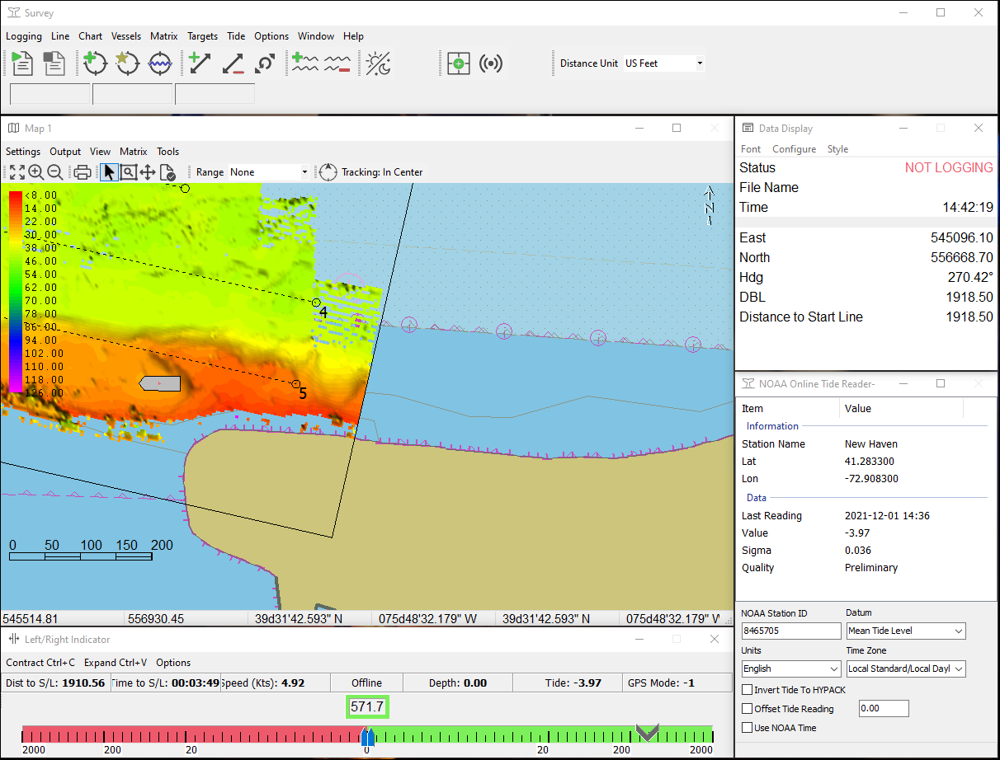 Survey
Logging Line Chart Vessels Matrix Targets Tide Options Window Help
Distance Unit US Feet
Map 1
Settings Output View Matrix Tools
Range None Tracking: In Center
<8.00
14.00
22.00
30.00
38.00
46.00
54.00
62.00
70.00
78.00
86.00
94.00
102.00
110.00
118.00
126.00
N
4
5
0 50 100 150 200
545514.81 556930.45 39d31'42.593" N 075d48'32.179" W 39d31'42.593" N 075d48'32.179" V
Data Display
Font Configure Style
Status NOT LOGGING
File Name
Time 14:42:19
East 545096.10
North 556668.70
Hdg 270.42°
DBL 1918.50
Distance to Start Line 1918.50
NOAA Online Tide Reader-
Item Value
Information
Station Name New Haven
Lat 41.283300
Lon -72.908300
Data
Last Reading 2021-12-01 14:36
Value -3.97
Sigma 0.036
Quality Preliminary
NOAA Station ID Datum
8465705 Mean Tide Level
Units Time Zone
English Local Standard/Local Dayl
Invert Tide To HYPACK
Offset Tide Reading 0.00
Use NOAA Time
Left/Right Indicator
Contract Ctrl+C Expand Ctrl+V Options
Dist to S/L: 1910.56 Time to S/L: 00:03:49 Speed (Kts): 4.92 Offline Depth: 0.00 Tide: -3.97 GPS Mode: -1
571.7
2000 200 20 0 20 200 2000